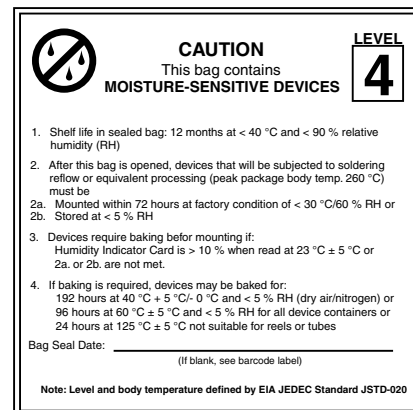 CAUTION
This bag contains
MOISTURE-SENSITIVE DEVICES
LEVEL
4
1. Shelf life in sealed bag: 12 months at < 40 °C and < 90 % relative
humidity (RH)
2. After this bag is opened, devices that will be subjected to soldering
reflow or equivalent processing (peak package body temp. 260 °C)
must be
2a. Mounted within 72 hours at factory condition of < 30 °C/60 % RH or
2b. Stored at < 5 % RH
3. Devices require baking befor mounting if:
Humidity Indicator Card is > 10 % when read at 23 °C ± 5 °C or
2a. or 2b. are not met.
4. If baking is required, devices may be baked for:
192 hours at 40 °C + 5 °C/- 0 °C and < 5 % RH (dry air/nitrogen) or
96 hours at 60 °C ± 5 °C and < 5 % RH for all device containers or
24 hours at 125 °C ± 5 °C not suitable for reels or tubes
Bag Seal Date:
(If blank, see barcode label)
Note: Level and body temperature defined by EIA JEDEC Standard JSTD-020